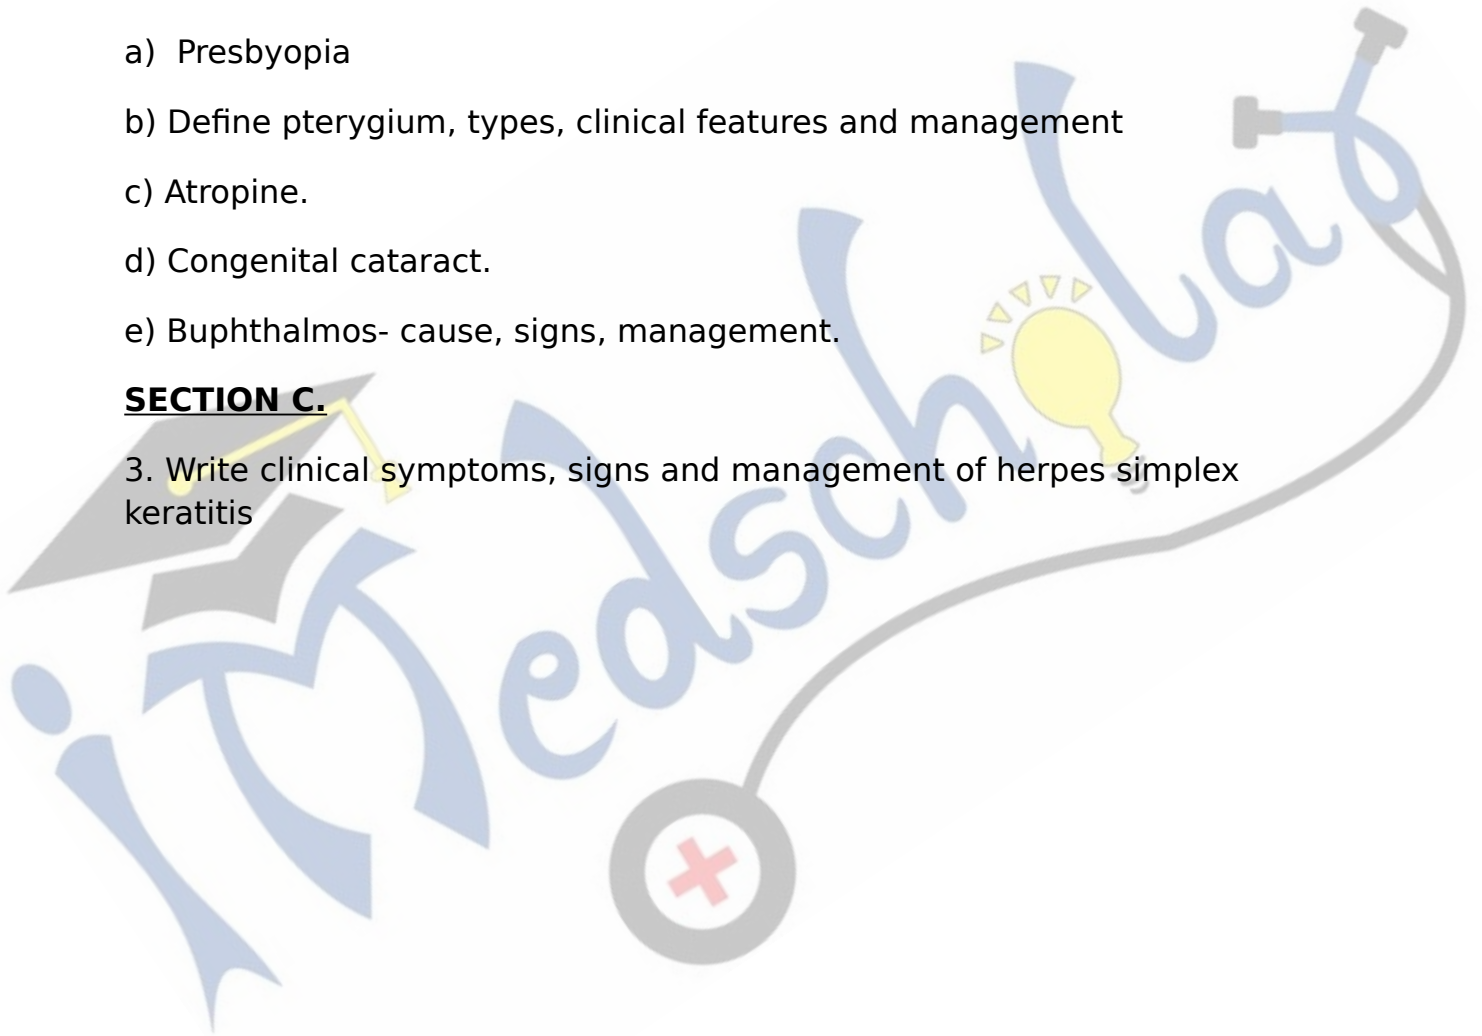 a) Presbyopia
b) Define pterygium, types, clinical features and management
c) Atropine.
d) Congenital cataract.
e) Buphthalmos- cause, signs, management.
SECTION C.
3. Write clinical symptoms, signs and management of herpes simplex
keratitis
iMedscholar